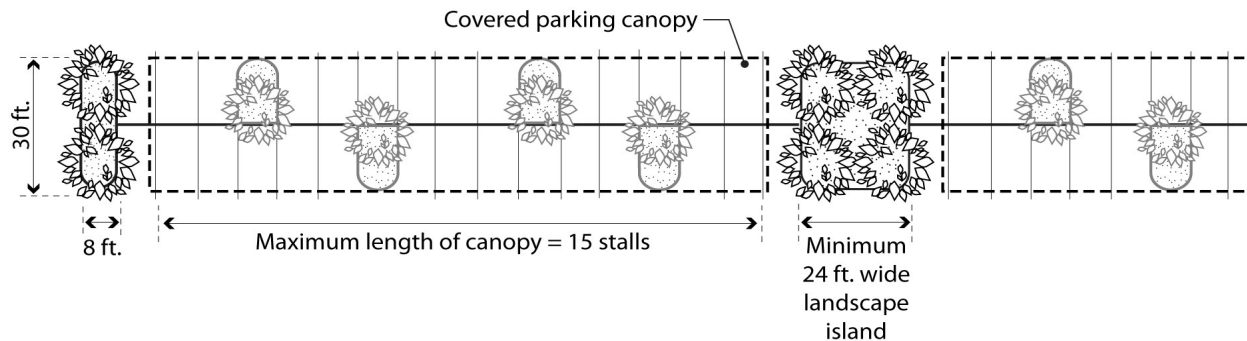 Covered parking canopy
30 ft.
8 ft.
Maximum length of canopy = 15 stalls
Minimum
24 ft. wide
landscape
island